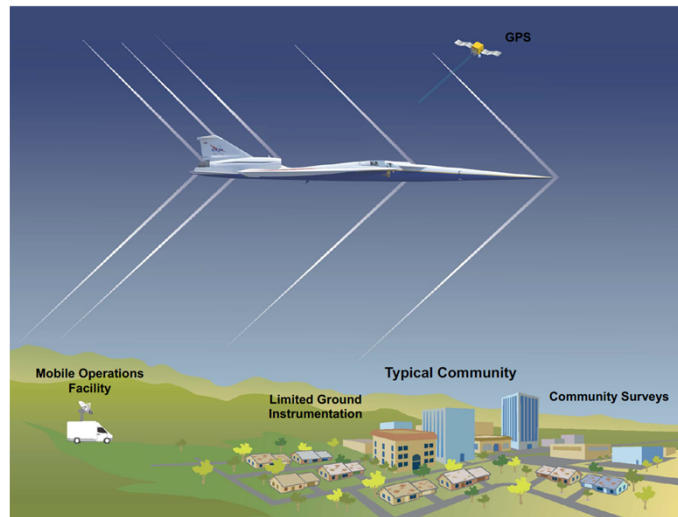 GPS
Typical Community
Mobile Operations
Facility
Limited Ground
Instrumentation
Community Surveys